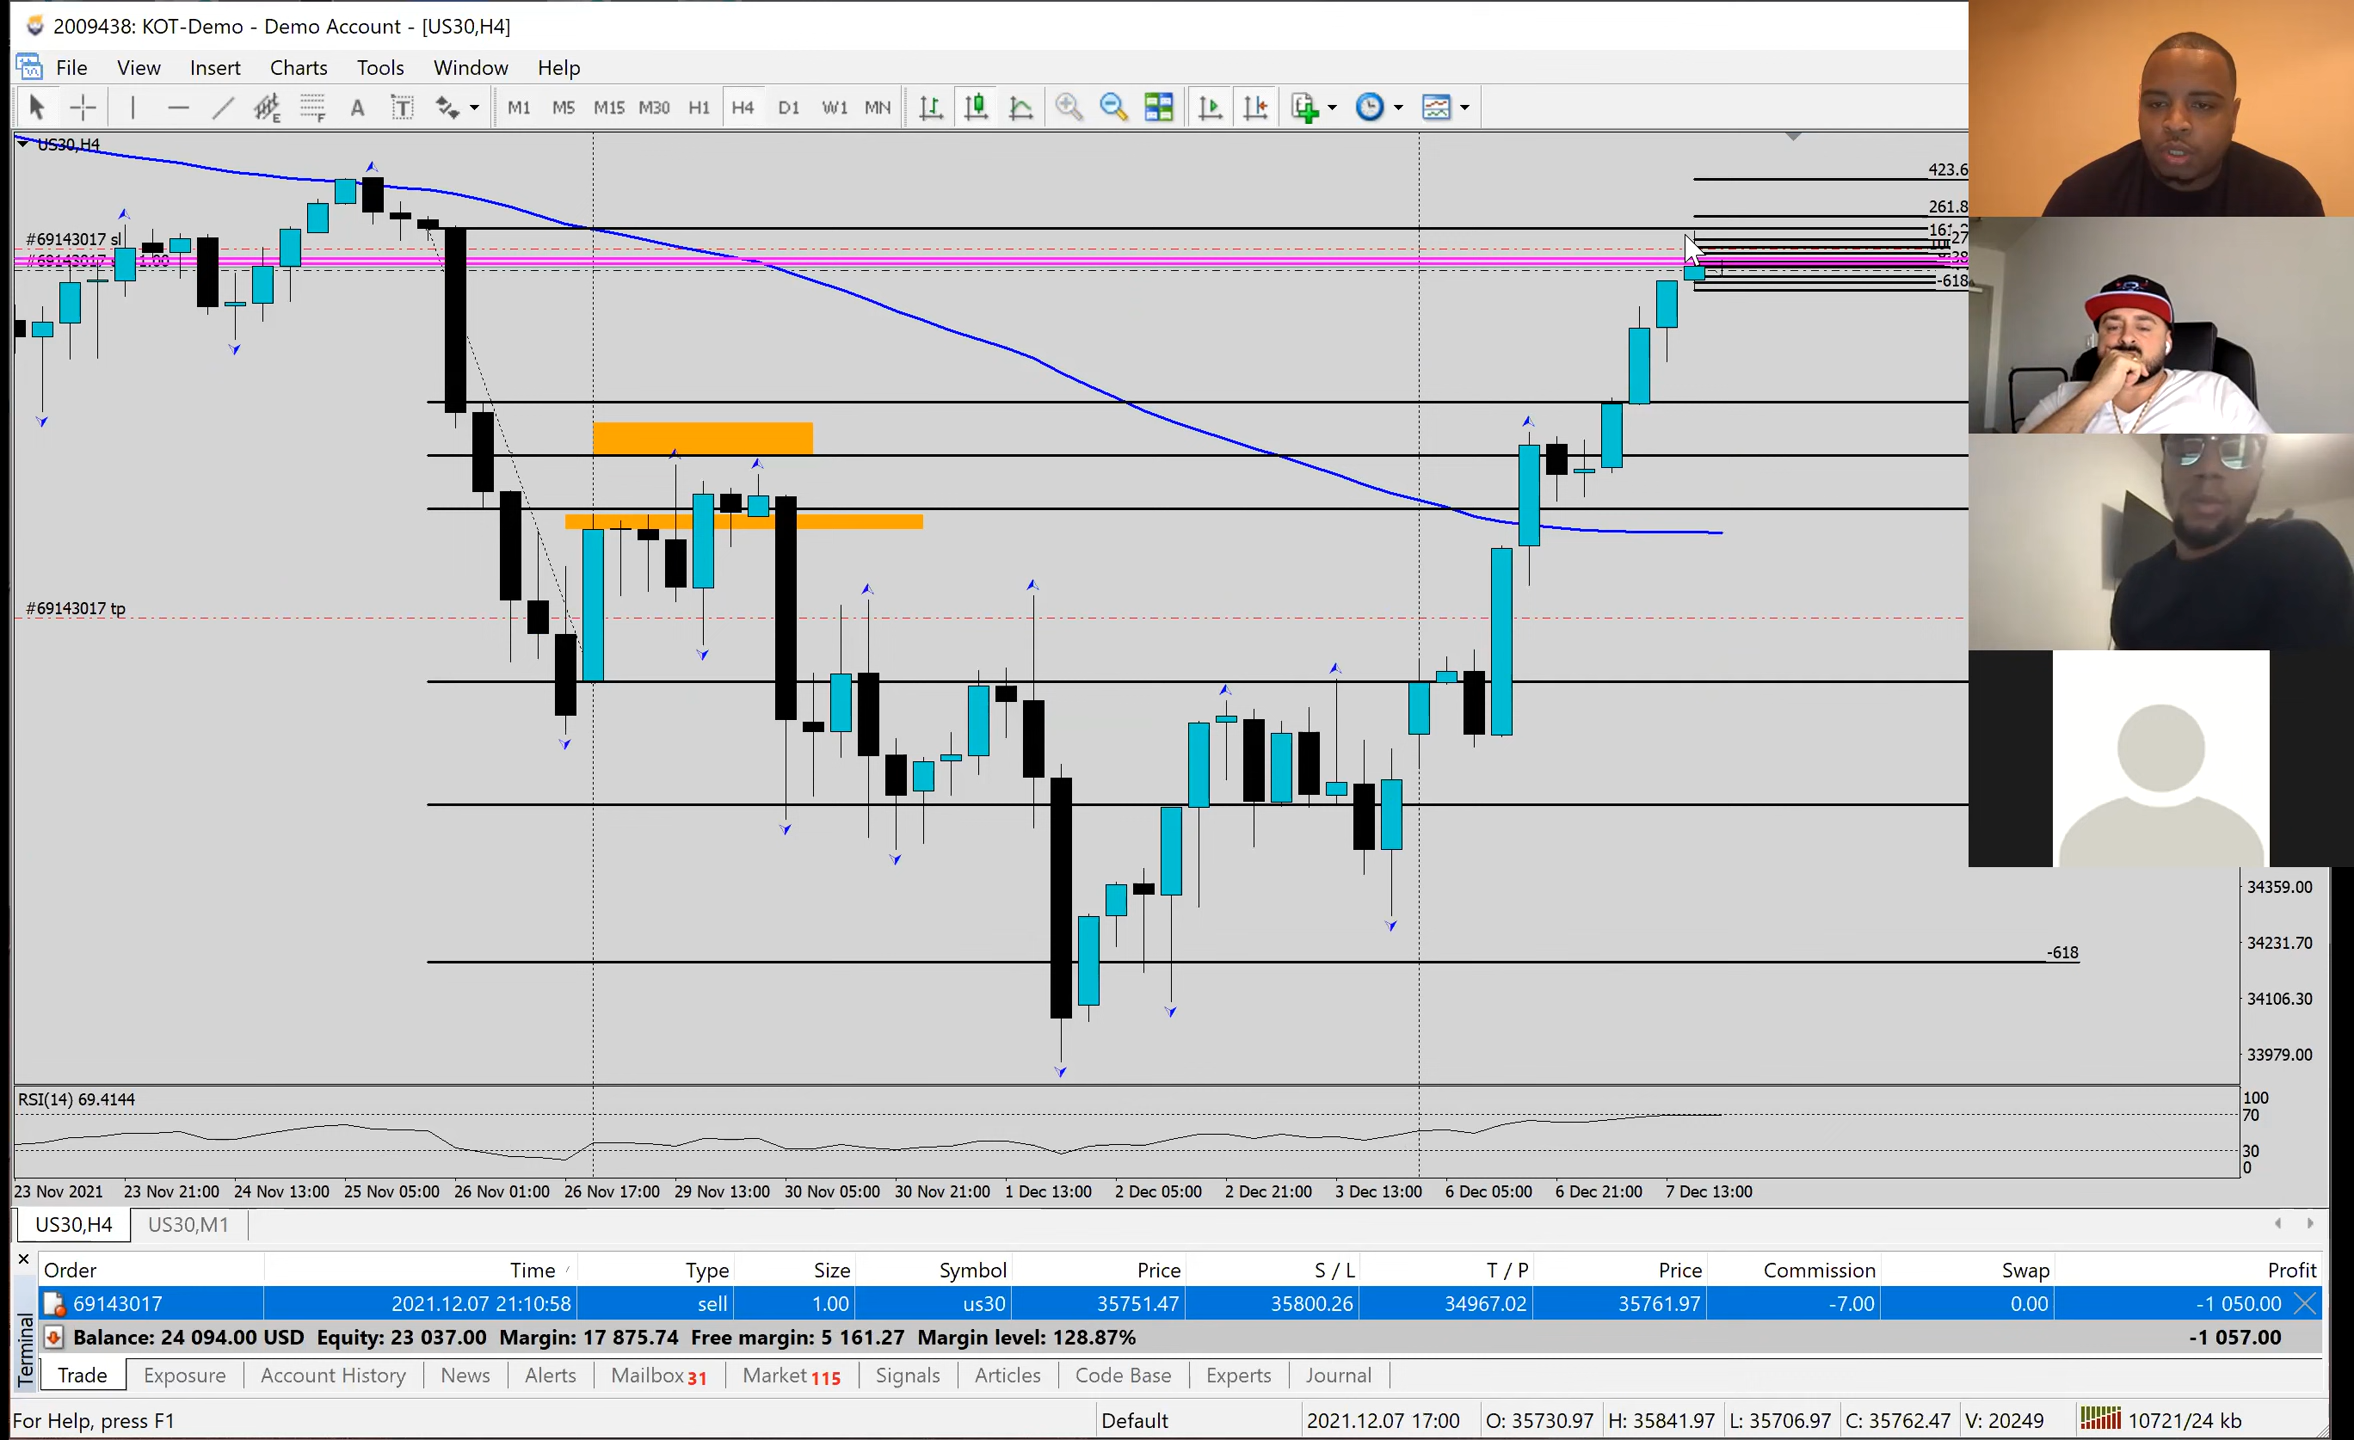 2009438: KOT-Demo - Demo Account - [US30,H4]
File View Insert Charts Tools Window Help
E F A T M1 M5 M15 M30 H1 H4 D1 W1 MN
US30,H4
423.6
261.8
#69143017 sl
-618
#69143017 tp
34359.00
34231.70
-618
34106.30
33979.00
RSI(14) 69.4144
100
70
30
0
23 Nov 2021 23 Nov 21:00 24 Nov 13:00 25 Nov 05:00 26 Nov 01:00 26 Nov 17:00 29 Nov 13:00 30 Nov 05:00 30 Nov 21:00 1 Dec 13:00 2 Dec 05:00 2 Dec 21:00 3 Dec 13:00 6 Dec 05:00 6 Dec 21:00 7 Dec 13:00
US30,H4 US30,M1
Order Time Type Size Symbol Price S / L T / P Price Commission Swap Profit
69143017 2021.12.07 21:10:58 sell 1.00 us30 35751.47 35800.26 34967.02 35761.97 -7.00 0.00 -1 050.00
Balance: 24 094.00 USD Equity: 23 037.00 Margin: 17 875.74 Free margin: 5 161.27 Margin level: 128.87% -1 057.00
Terminal
Trade Exposure Account History News Alerts Mailbox 31 Market 115 Signals Articles Code Base Experts Journal
For Help, press F1 Default 2021.12.07 17:00 O: 35730.97 H: 35841.97 L: 35706.97 C: 35762.47 V: 20249 10721/24 kb